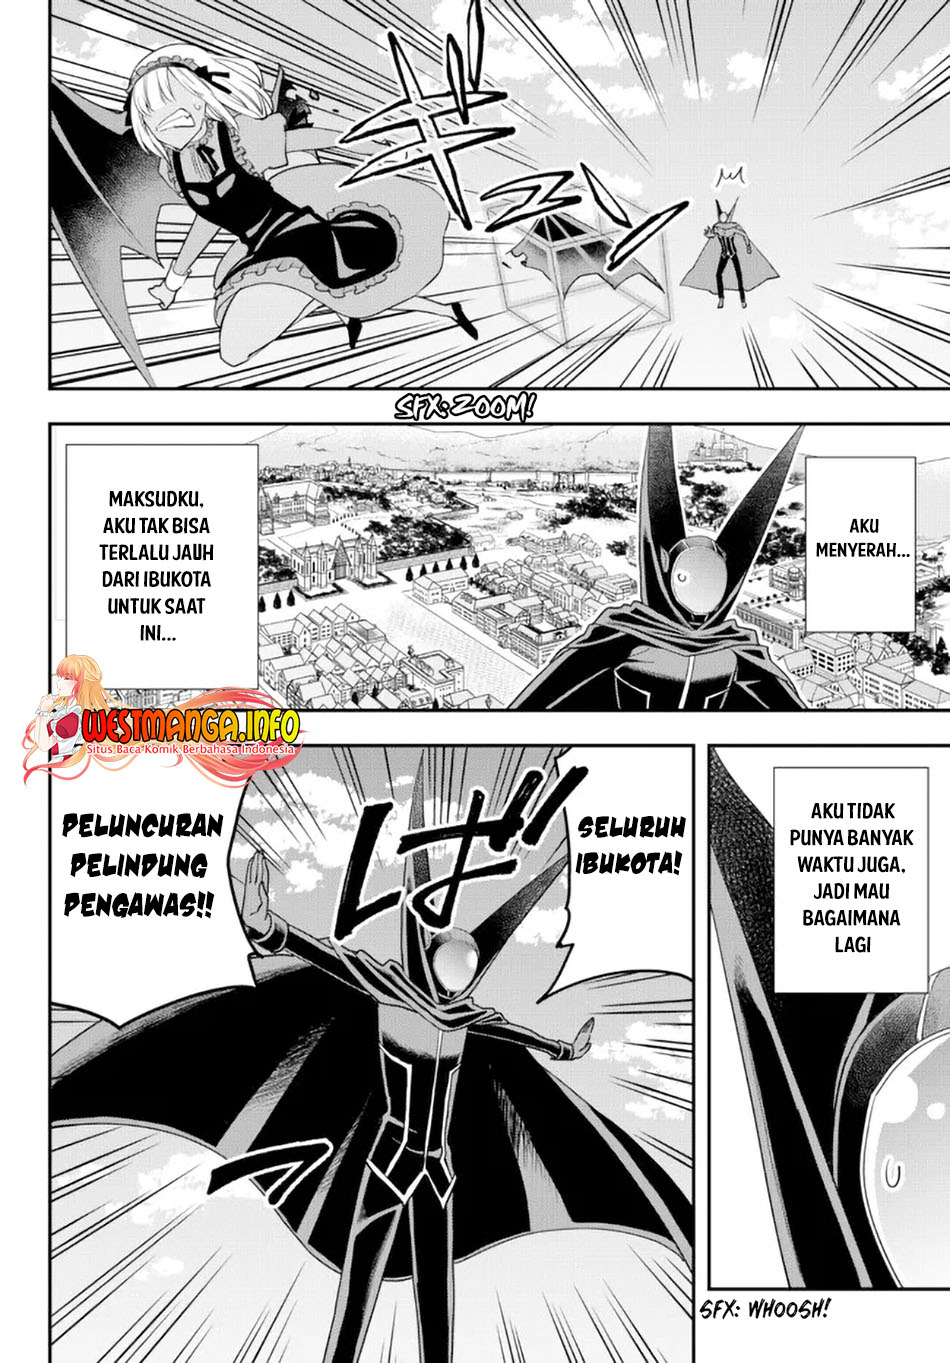 ギュン
SFX: ZOOM!
AKU
MENYERAH...
MAKSUDKU,
AKU TAK BISA
TERLALU JAUH
DARI IBUKOTA
UNTUK SAAT
INI...
WESTMANGA.INFO
Situs Baca Komik Berbahasa Indonesia
AKU TIDAK
PUNYA BANYAK
WAKTU JUGA,
JADI MAU
BAGAIMANA
LAGI
SFX: WHOOSH!
SELURUH
IBUKOTA!
PELUNCURAN
PELINDUNG
PENGAWAS!!
ばっ